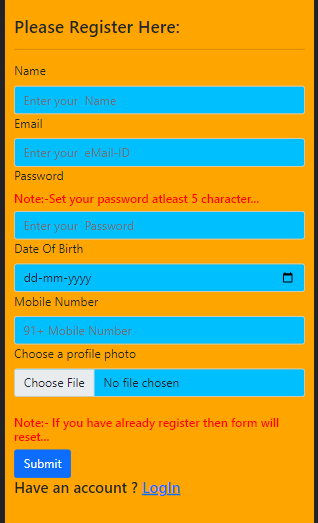 Please Register Here:
Name
Enter your Name
Email
Enter your eMail-ID
Password
Note:-Set your password atleast 5 character...
Enter your Password
Date Of Birth
dd-mm-yyyy
Mobile Number
91+ Mobile Number
Choose a profile photo
Choose File No file chosen
Note:- If you have already register then form will
reset...
Submit
Have an account ? LogIn